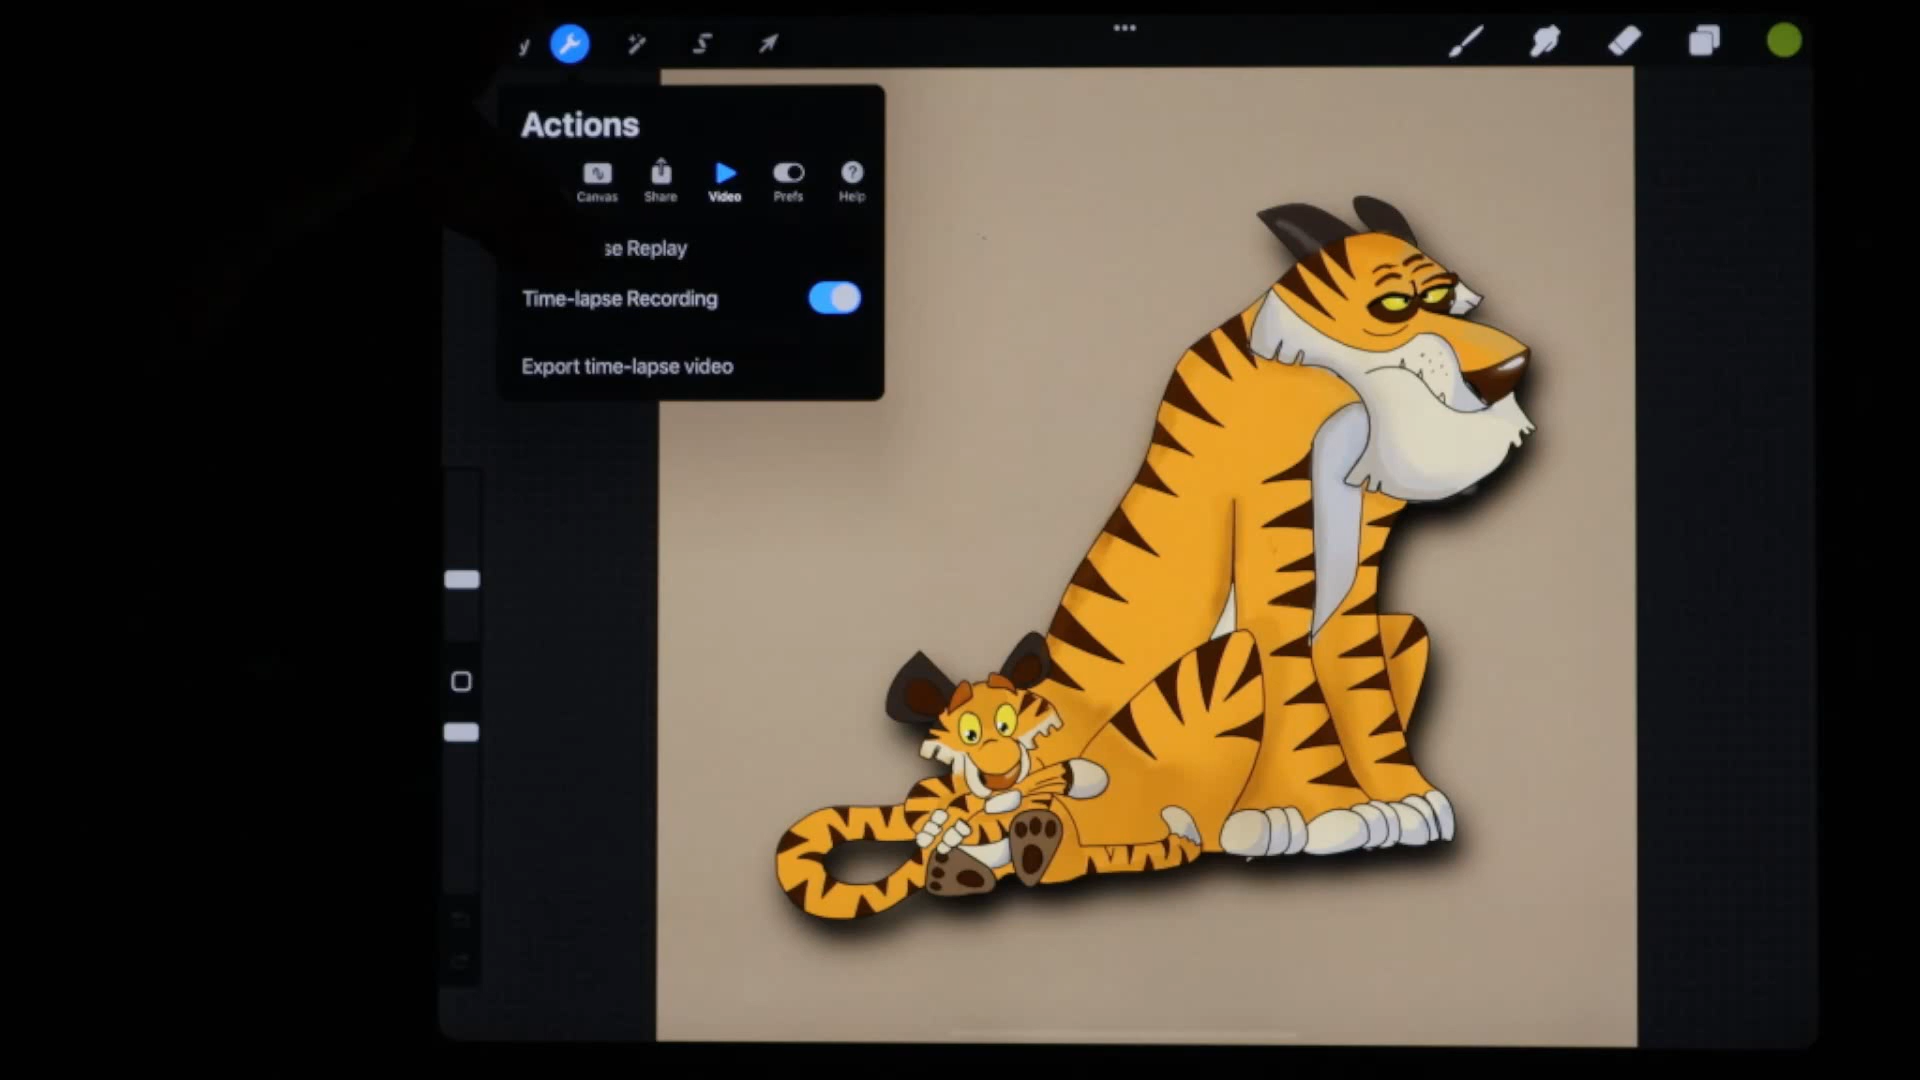 y
Actions
Canvas Share Video Prefs Help
se Replay
Time-lapse Recording
Export time-lapse video